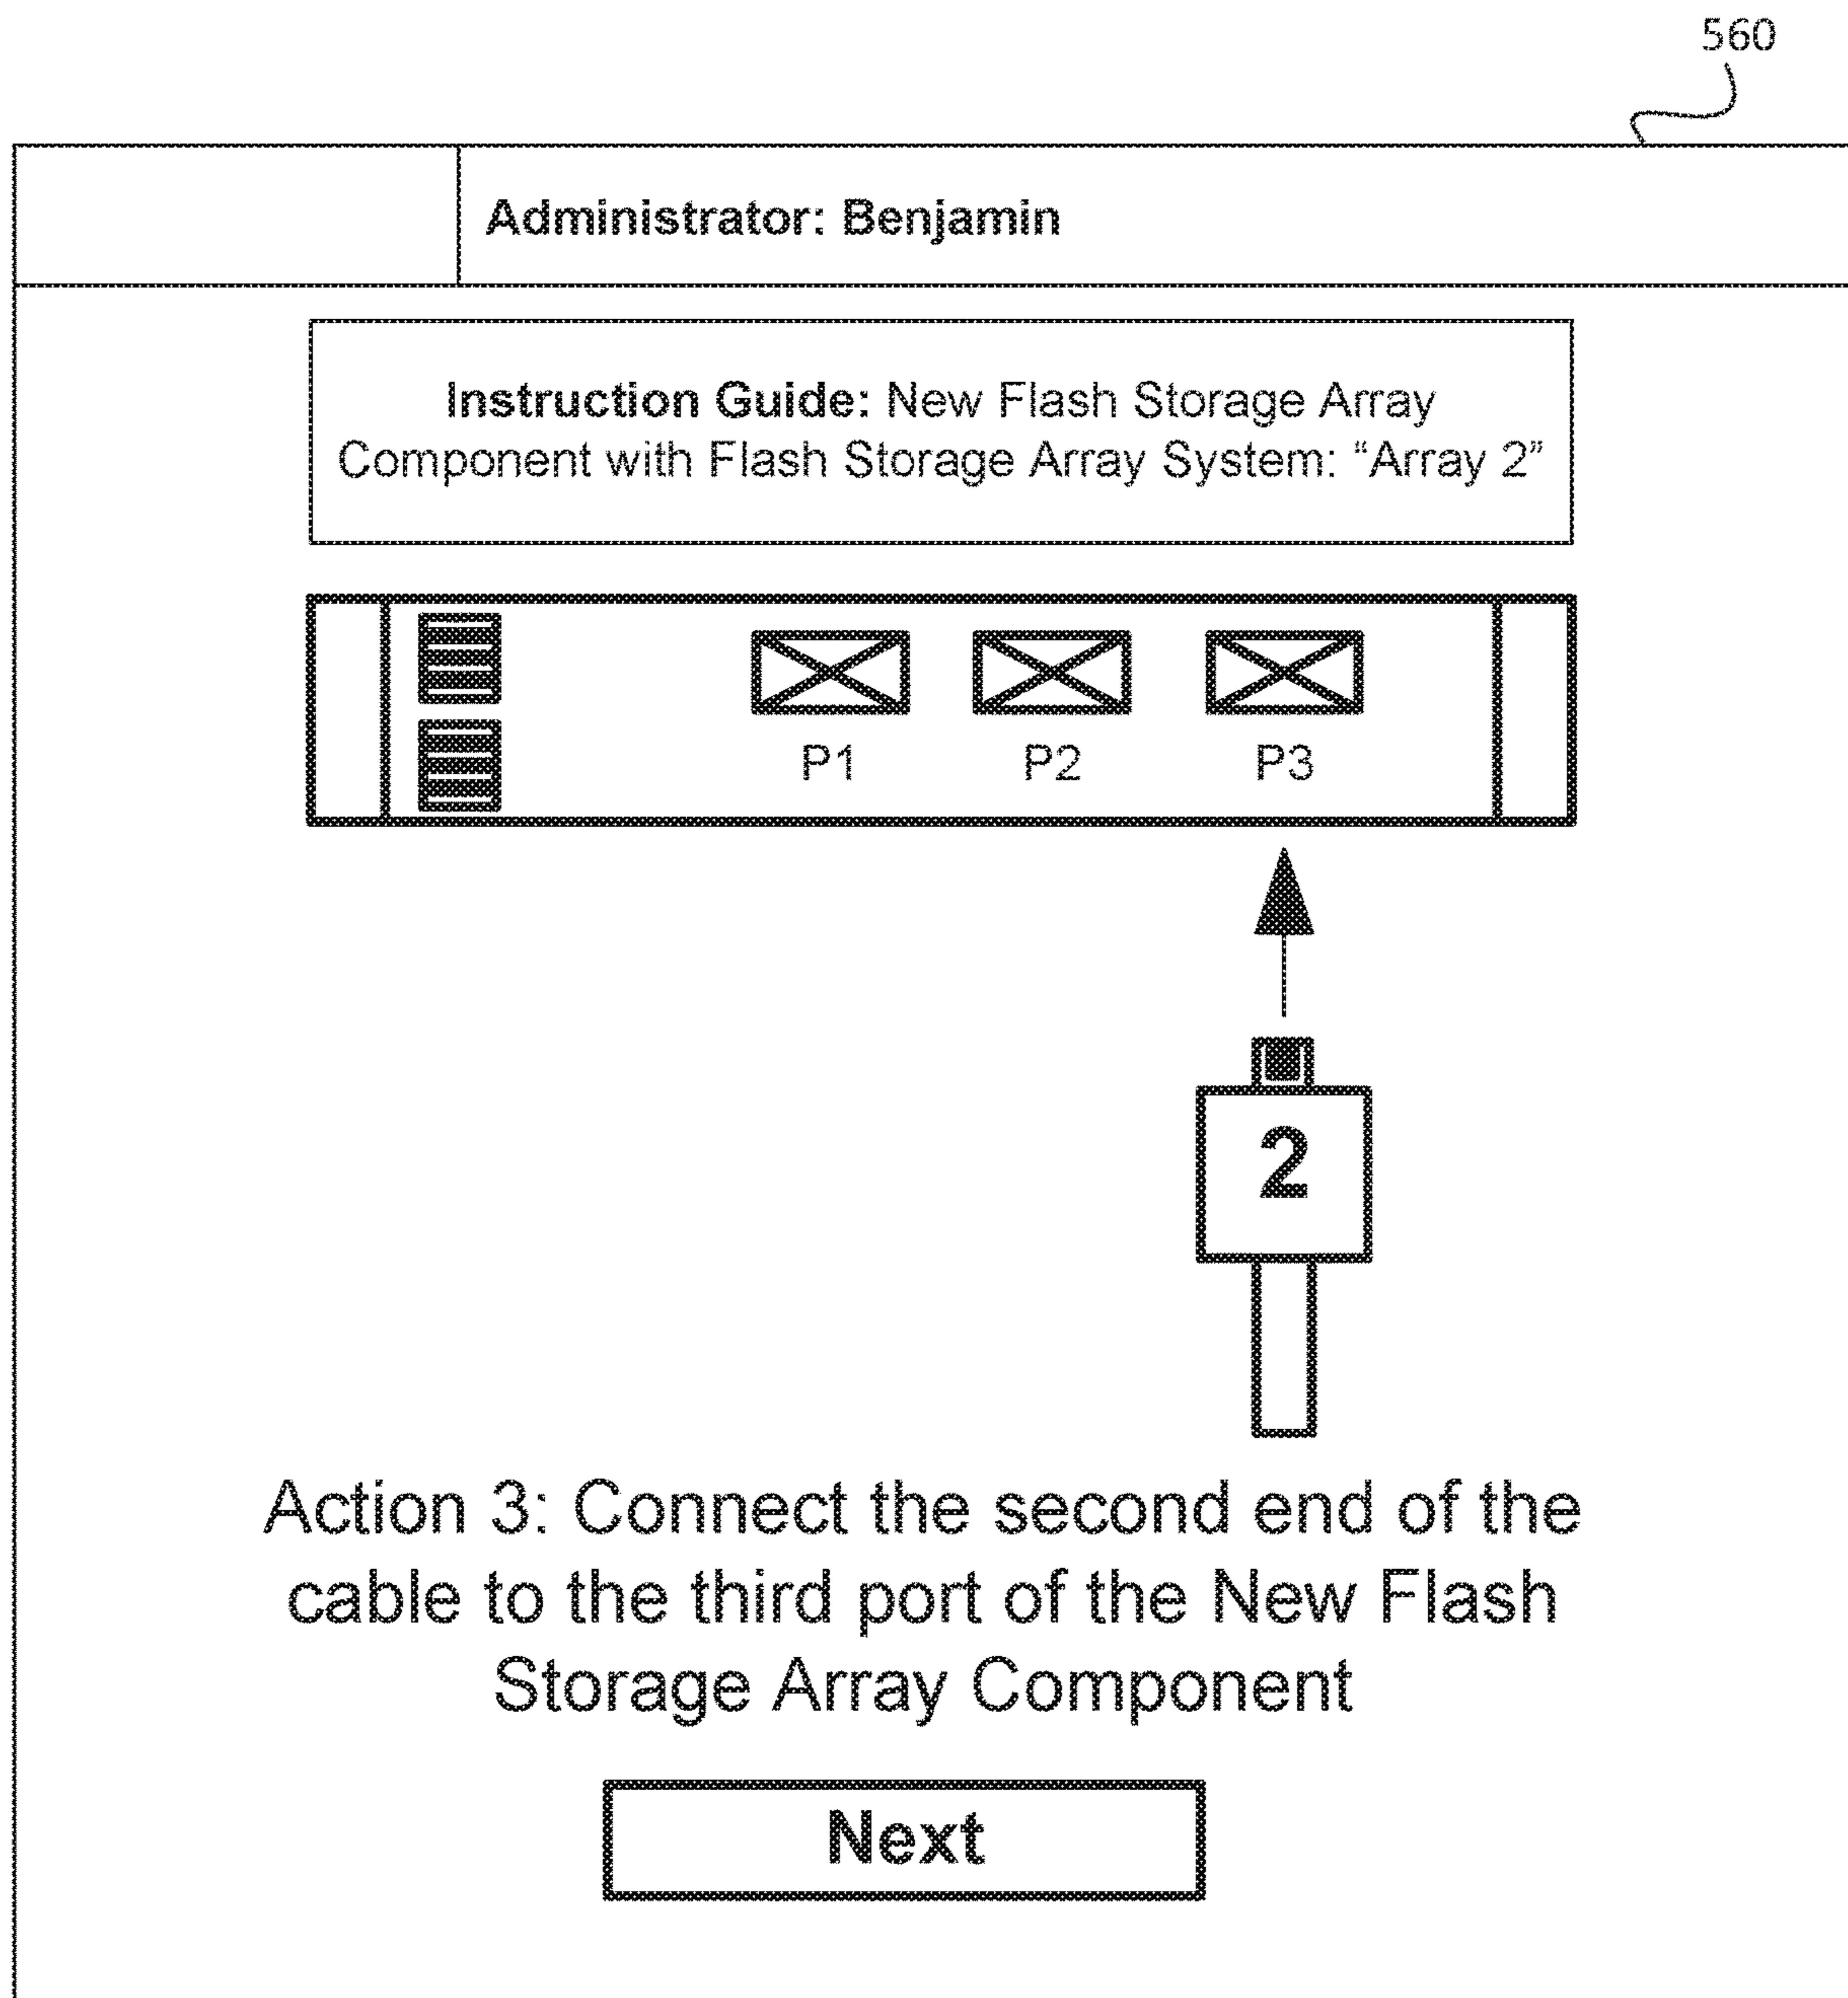 560
Administrator: Benjamin
Instruction Guide: New Flash Storage Array
Component with Flash Storage Array System: “Array 2”
P1 P2 P3
2
Action 3: Connect the second end of the
cable to the third port of the New Flash
Storage Array Component
Next